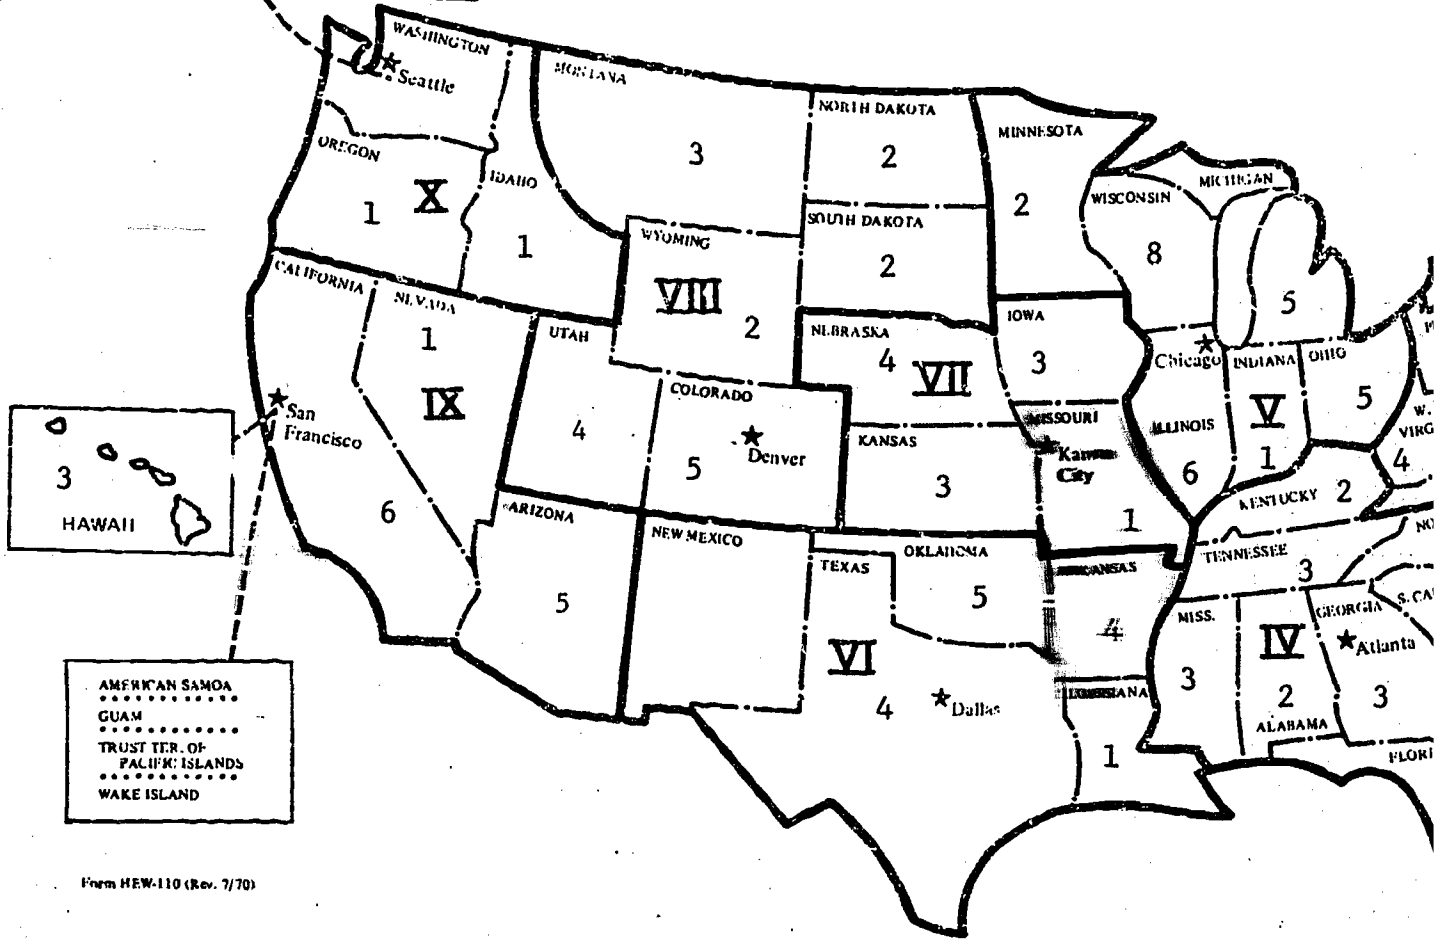 WASHINGTON
Seattle
MONTANA
NORTH DAKOTA
MINNESOTA
OREGON
3
2
MICHIGAN
IDAHO
X
1
2
WISCONSIN
SOUTH DAKOTA
WYOMING
1
8
2
CALIFORNIA
NEVADA
VIII
5
UTAH
2
NEBRASKA
IOWA
1
4
3
Chicago
INDIANA
OHIO
IX
COLORADO
VII
V
5
San
Francisco
MISSOURI
W.
VIRG
4
Denver
KANSAS
Kansas
City
ILLINOIS
3
5
3
6
1
4
HAWAII
6
ARIZONA
NEW MEXICO
1
KENTUCKY
2
NO
OKLAHOMA
TEXAS
TENNESSEE
3
5
5
4
MISS.
GEORGIA
S. CA
IV
Atlanta
VI
3
2
3
4
Dallas
ALABAMA
1
FLORI
AMERICAN SAMOA
GUAM
TRUST TER. OF
PACIFIC ISLANDS
WAKE ISLAND
Form HEW-110 (Rev. 7/70)